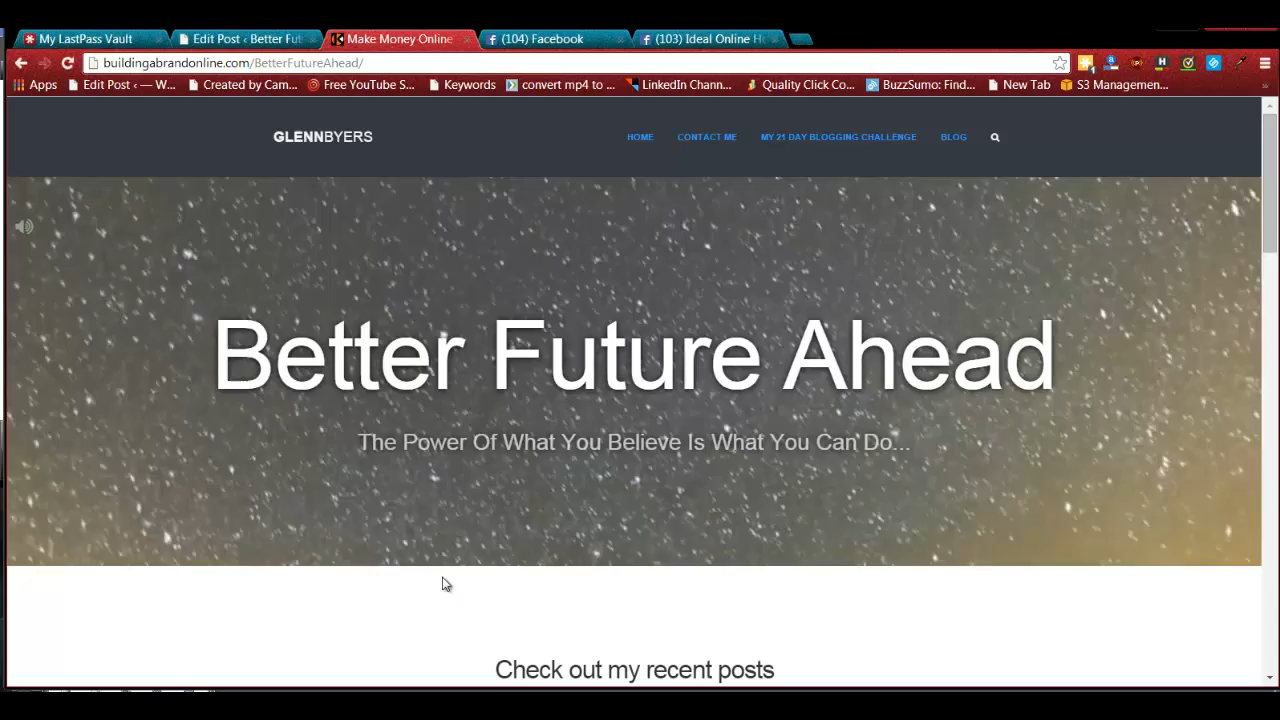 My LastPass Vault
Edit Post ‹ Better Fut
Make Money Online
(104) Facebook
(103) Ideal Online Ho
buildingabrandonline.com/BetterFutureAhead/
Apps
Edit Post ‹ — W...
Created by Cam...
Free YouTube S...
Keywords
convert mp4 to ...
LinkedIn Chann...
Quality Click Co...
BuzzSumo: Find...
New Tab
S3 Managemen...
GLENNBYERS
HOME
CONTACT ME
MY 21 DAY BLOGGING CHALLENGE
BLOG
Better Future Ahead
The Power Of What You Believe Is What You Can Do...
Check out my recent posts